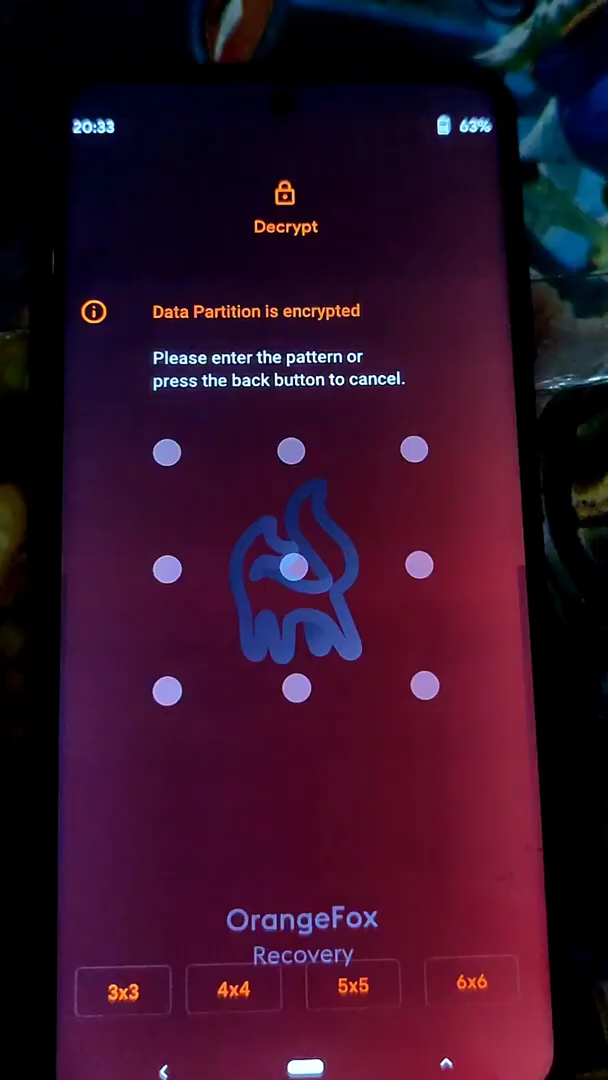 20:33
63%
Decrypt
Data Partition is encrypted
Please enter the pattern or
press the back button to cancel.
OrangeFox
Recovery
3x3
4x4
5x5
6x6